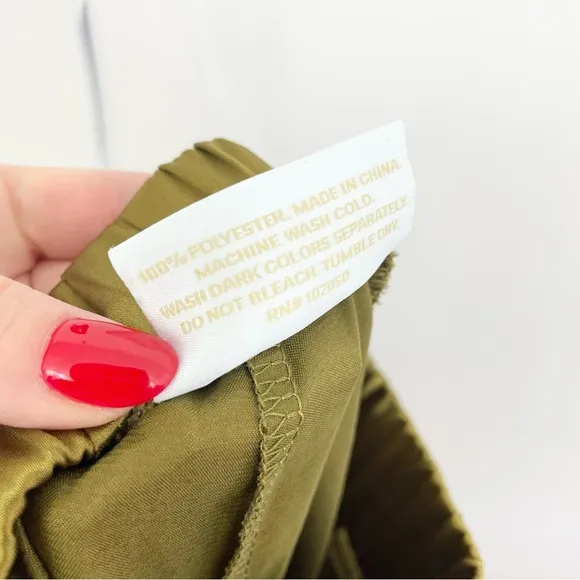 100% POLYESTER. MADE IN CHINA.
MACHINE WASH COLD.
WASH DARK COLORS SEPARATELY.
DO NOT BLEACH. TUMBLE DRY.
RN# 102050